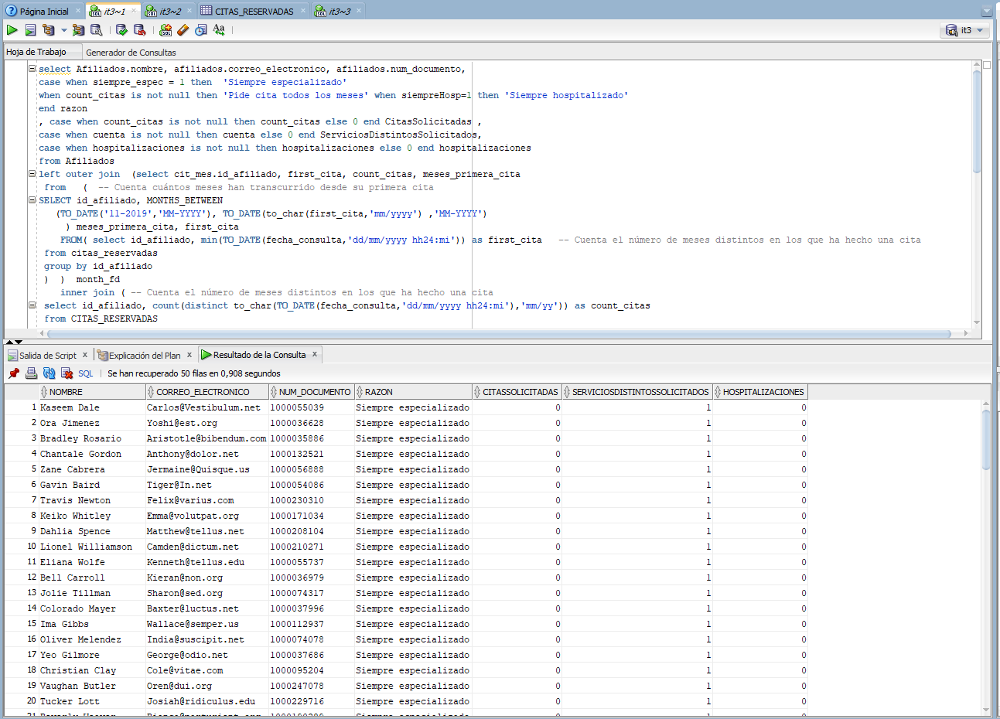 Página Inicial it3~1 it3~2 CITAS_RESERVADAS it3~3
SQL Aa it3
Hoja de Trabajo Generador de Consultas
select Afiliados.nombre, afiliados.correo_electronico, afiliados.num_documento,
case when siempre_espec = 1 then  'Siempre especializado'
when count_citas is not null then 'Pide cita todos los meses' when siempreHosp=1 then 'Siempre hospitalizado'
end razon
, case when count_citas is not null then count_citas else 0 end CitasSolicitadas ,
case when cuenta is not null then cuenta else 0 end ServiciosDistintosSolicitados,
case when hospitalizaciones is not null then hospitalizaciones else 0 end hospitalizaciones
from Afiliados
left outer join  (select cit_mes.id_afiliado, first_cita, count_citas, meses_primera_cita
from   (  -- Cuenta cuántos meses han transcurrido desde su primera cita
SELECT id_afiliado, MONTHS_BETWEEN
(TO_DATE('11-2019','MM-YYYY'), TO_DATE(to_char(first_cita,'mm/yyyy') ,'MM-YYYY')
) meses_primera_cita, first_cita
FROM( select id_afiliado, min(TO_DATE(fecha_consulta,'dd/mm/yyyy hh24:mi')) as first_cita   -- Cuenta el número de meses distintos en los que ha hecho una cita
from citas_reservadas
group by id_afiliado
)  )  month_fd
inner join ( -- Cuenta el número de meses distintos en los que ha hecho una cita
select id_afiliado, count(distinct to_char(TO_DATE(fecha_consulta,'dd/mm/yyyy hh24:mi'),'mm/yy')) as count_citas
from CITAS_RESERVADAS
Salida de Script x Explicación del Plan x Resultado de la Consulta x
SQL Se han recuperado 50 filas en 0,908 segundos
NOMBRE CORREO_ELECTRONICO NUM_DOCUMENTO RAZON CITASSOLICITADAS SERVICIOSDISTINTOSSOLICITADOS HOSPITALIZACIONES
1 Kaseem Dale Carlos@Vestibulum.net 1000055039 Siempre especializado 0 1 0
2 Ora Jimenez Yoshi@est.org 1000036628 Siempre especializado 0 1 0
3 Bradley Rosario Aristotle@bibendum.com 1000035886 Siempre especializado 0 1 0
4 Chantale Gordon Anthony@dolor.net 1000132521 Siempre especializado 0 1 0
5 Zane Cabrera Jermaine@Quisque.us 1000056888 Siempre especializado 0 1 0
6 Gavin Baird Tiger@In.net 1000054086 Siempre especializado 0 1 0
7 Travis Newton Felix@varius.com 1000230310 Siempre especializado 0 1 0
8 Keiko Whitley Emma@volutpat.org 1000171034 Siempre especializado 0 1 0
9 Dahlia Spence Matthew@tellus.net 1000208104 Siempre especializado 0 1 0
10 Lionel Williamson Camden@dictum.net 1000210271 Siempre especializado 0 1 0
11 Eliana Wolfe Kenneth@tellus.edu 1000055737 Siempre especializado 0 1 0
12 Bell Carroll Kieran@non.org 1000036979 Siempre especializado 0 1 0
13 Jolie Tillman Sharon@sed.org 1000074317 Siempre especializado 0 1 0
14 Colorado Mayer Baxter@luctus.net 1000037996 Siempre especializado 0 1 0
15 Ima Gibbs Wallace@semper.us 1000112937 Siempre especializado 0 1 0
16 Oliver Melendez India@suscipit.net 1000074078 Siempre especializado 0 1 0
17 Yeo Gilmore George@odio.net 1000037686 Siempre especializado 0 1 0
18 Christian Clay Cole@vitae.com 1000095204 Siempre especializado 0 1 0
19 Vaughan Butler Oren@dui.org 1000247078 Siempre especializado 0 1 0
20 Tucker Lott Josiah@ridiculus.edu 1000229716 Siempre especializado 0 1 0